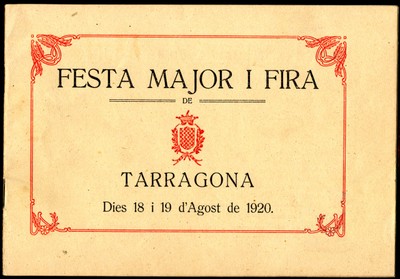 FESTA MAJOR I FIRA
DE
TARRAGONA
Dies 18 i 19 d'Agost de 1920.